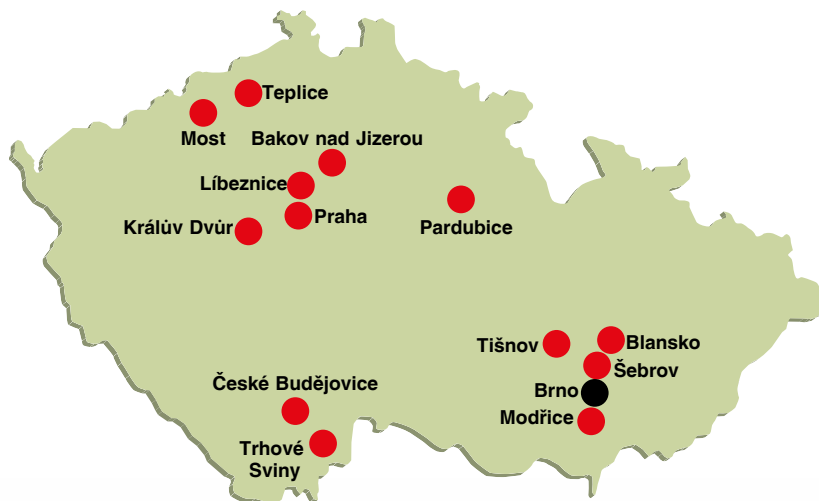 Teplice
Most
Bakov nad Jizerou
Líbeznice
Praha
Králův Dvůr
Pardubice
Tišnov
Blansko
Šebrov
Brno
Modřice
České Budějovice
Trhové
Sviny